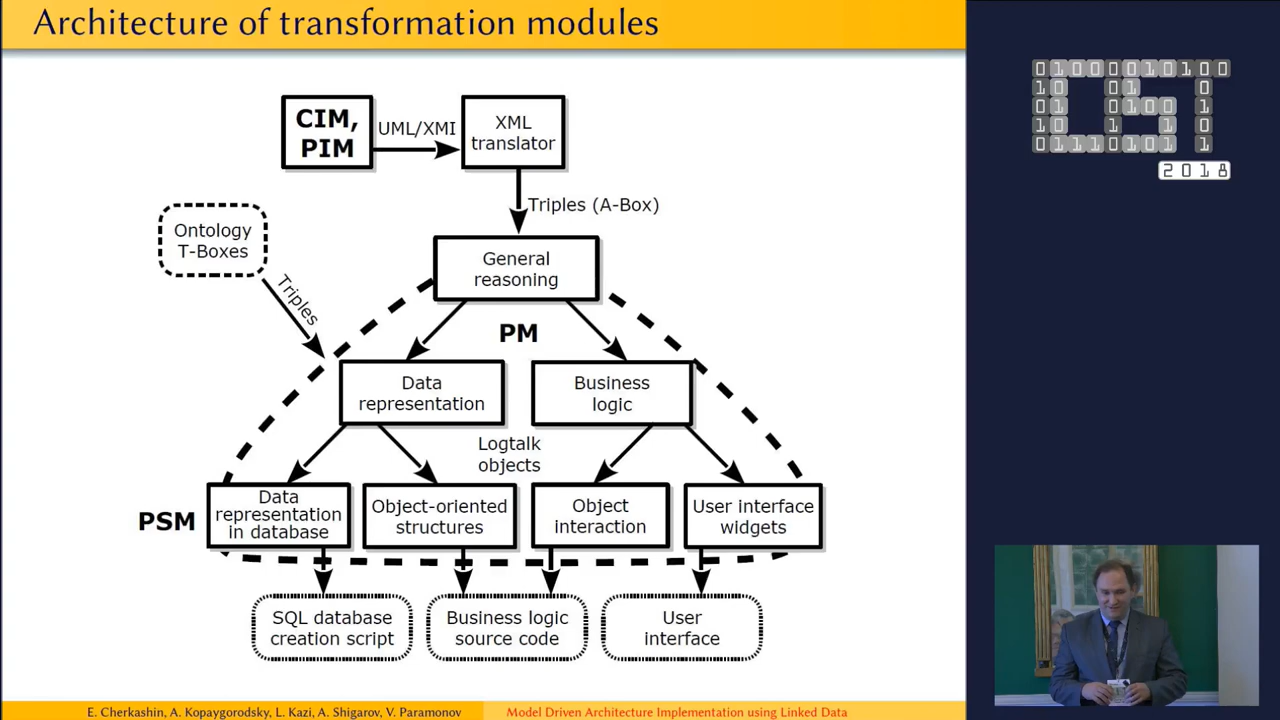 Architecture of transformation modules
CIM,
PIM
UML/XMI
XML
translator
Triples (A-Box)
Ontology
T-Boxes
Triples
General
reasoning
PM
Data
representation
Business
logic
Logtalk
objects
PSM
Data
representation
in database
Object-oriented
structures
Object
interaction
User interface
widgets
SQL database
creation script
Business logic
source code
User
interface
E. Cherkashin, A. Kopaygorodsky, L. Kazi, A. Shigarov, V. Paramonov
Model Driven Architecture Implementation using Linked Data
2018